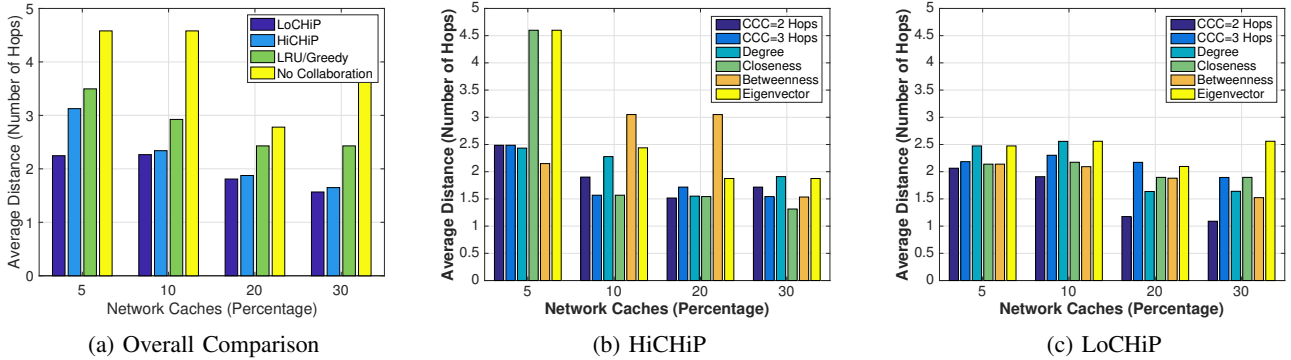 Average Distance (Number of Hops)
5
4
3
2
1
0
LoCHiP
HiCHiP
LRU/Greedy
No Collaboration
5 10 20 30
Network Caches (Percentage)
(a) Overall Comparison
Average Distance (Number of Hops)
5
4.5
4
3.5
3
2.5
2
1.5
1
0.5
0
CCC=2 Hops
CCC=3 Hops
Degree
Closeness
Betweenness
Eigenvector
5 10 20 30
Network Caches (Percentage)
(b) HiCHiP
Average Distance (Number of Hops)
5
4.5
4
3.5
3
2.5
2
1.5
1
0.5
0
CCC=2 Hops
CCC=3 Hops
Degree
Closeness
Betweenness
Eigenvector
5 10 20 30
Network Caches (Percentage)
(c) LoCHiP